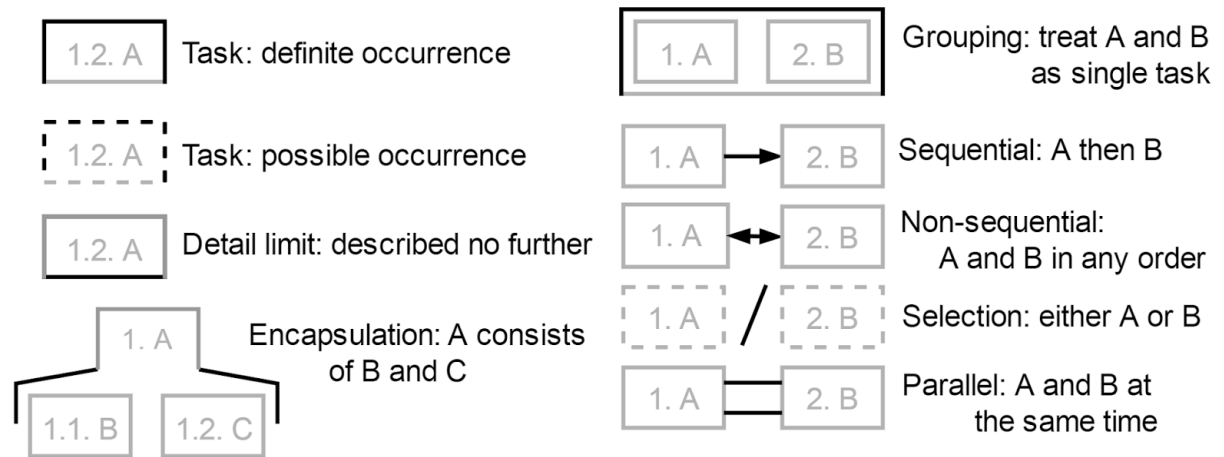 1.2. A
Task: definite occurrence
1.2. A
Task: possible occurrence
1.2. A
Detail limit: described no further
1. A
Encapsulation: A consists
of B and C
1.1. B
1.2. C
1. A
2. B
Grouping: treat A and B
as single task
1. A
2. B
Sequential: A then B
1. A
2. B
Non-sequential:
A and B in any order
1. A
2. B
Selection: either A or B
1. A
2. B
Parallel: A and B at
the same time